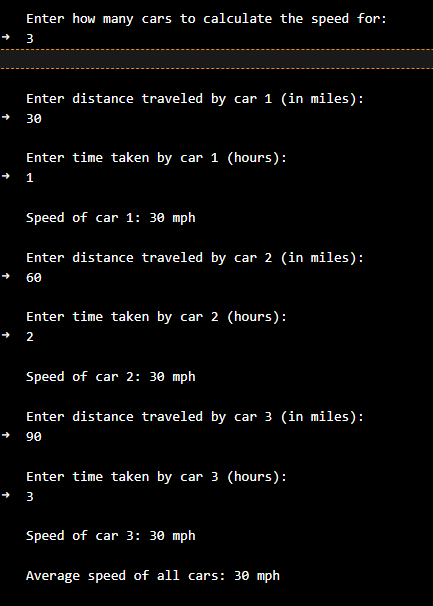 Enter how many cars to calculate the speed for:
→ 3
Enter distance traveled by car 1 (in miles):
→ 30
Enter time taken by car 1 (hours):
→ 1
Speed of car 1: 30 mph
Enter distance traveled by car 2 (in miles):
→ 60
Enter time taken by car 2 (hours):
→ 2
Speed of car 2: 30 mph
Enter distance traveled by car 3 (in miles):
→ 90
Enter time taken by car 3 (hours):
→ 3
Speed of car 3: 30 mph
Average speed of all cars: 30 mph